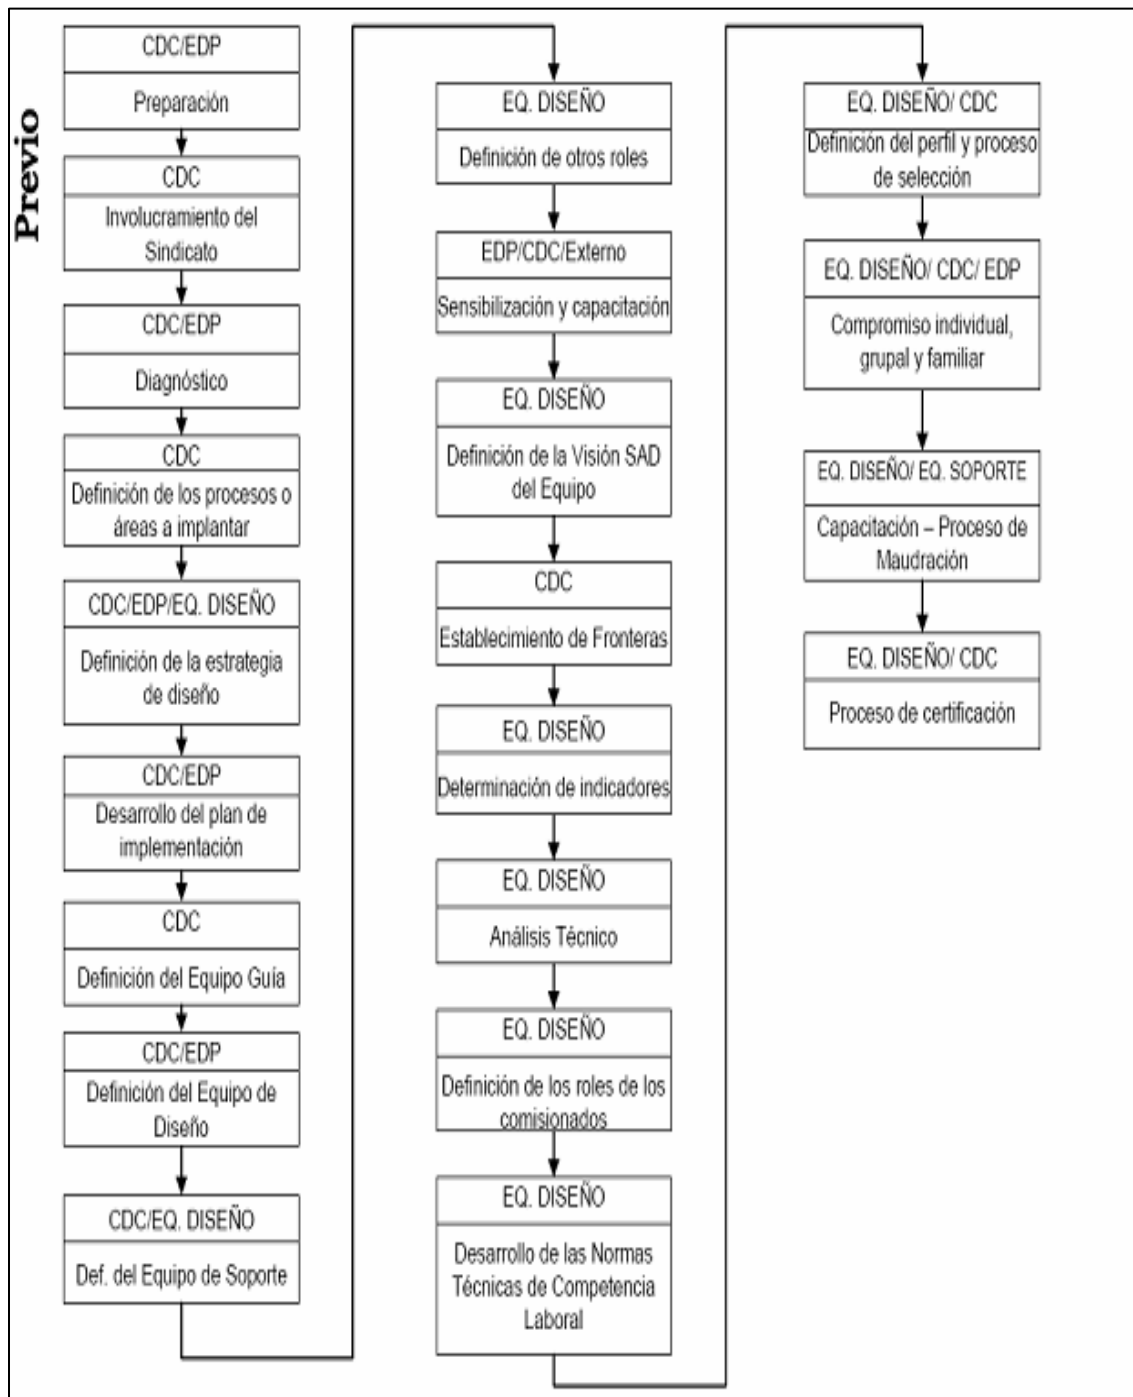 Previo
CDC/EDP
Preparación
CDC
Involucramiento del
Sindicato
CDC/EDP
Diagnóstico
CDC
Definición de los procesos o
áreas a implantar
CDC/EDP/EQ. DISEÑO
Definición de la estrategia
de diseño
CDC/EDP
Desarrollo del plan de
implementación
CDC
Definición del Equipo Guía
CDC/EDP
Definición del Equipo de
Diseño
CDC/EQ. DISEÑO
Def. del Equipo de Soporte
EQ. DISEÑO
Definición de otros roles
EDP/CDC/Externo
Sensibilización y capacitación
EQ. DISEÑO
Definición de la Visión SAD
del Equipo
CDC
Establecimiento de Fronteras
EQ. DISEÑO
Determinación de indicadores
EQ. DISEÑO
Análisis Técnico
EQ. DISEÑO
Definición de los roles de los
comisionados
EQ. DISEÑO
Desarrollo de las Normas
Técnicas de Competencia
Laboral
EQ. DISEÑO/ CDC
Definición del perfil y proceso
de selección
EQ. DISEÑO/ CDC/ EDP
Compromiso individual,
grupal y familiar
EQ. DISEÑO/ EQ. SOPORTE
Capacitación – Proceso de
Maudración
EQ. DISEÑO/ CDC
Proceso de certificación